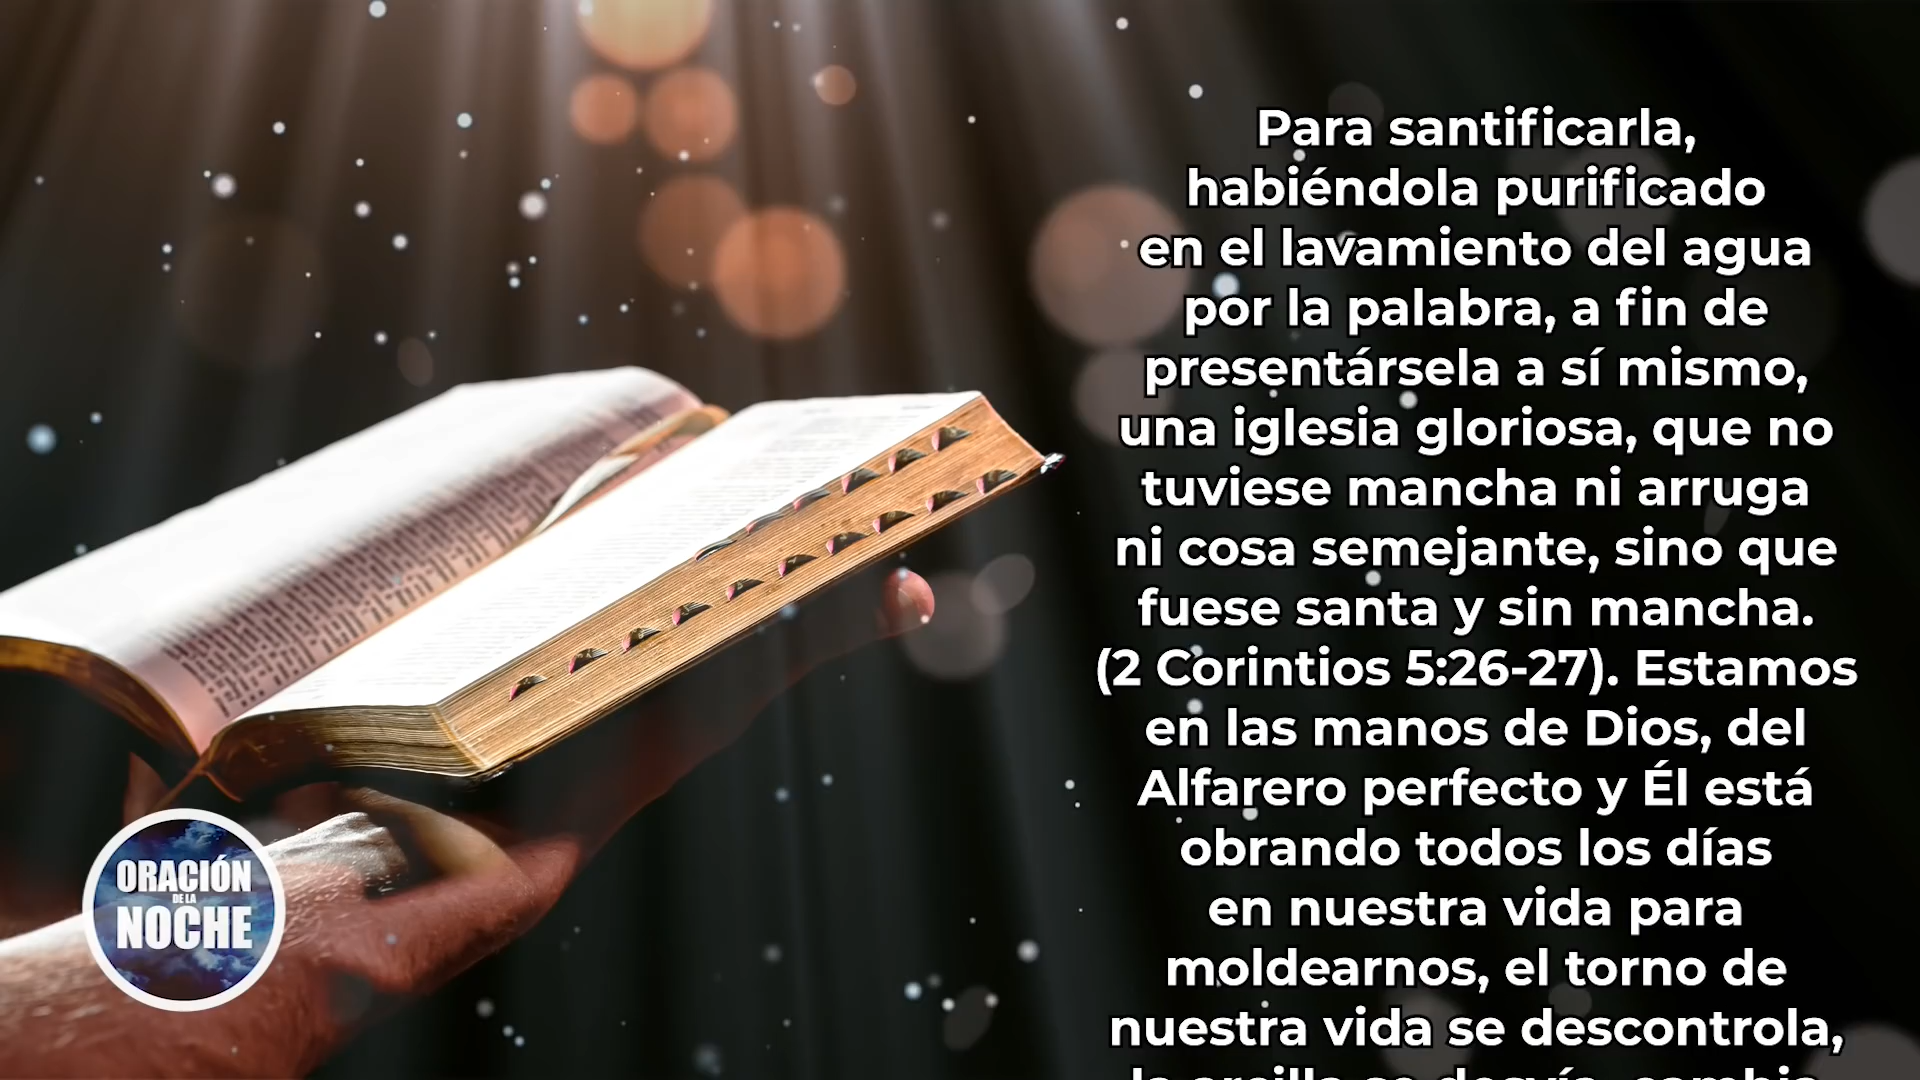 Para santificarla,
habiéndola purificado
en el lavamiento del agua
por la palabra, a fin de
presentársela a sí mismo,
una iglesia gloriosa, que no
tuviese mancha ni arruga
ni cosa semejante, sino que
fuese santa y sin mancha.
(2 Corintios 5:26-27). Estamos
en las manos de Dios, del
Alfarero perfecto y Él está
obrando todos los días
en nuestra vida para
moldearnos, el torno de
nuestra vida se descontrola,
ORACIÓN
DE LA
NOCHE